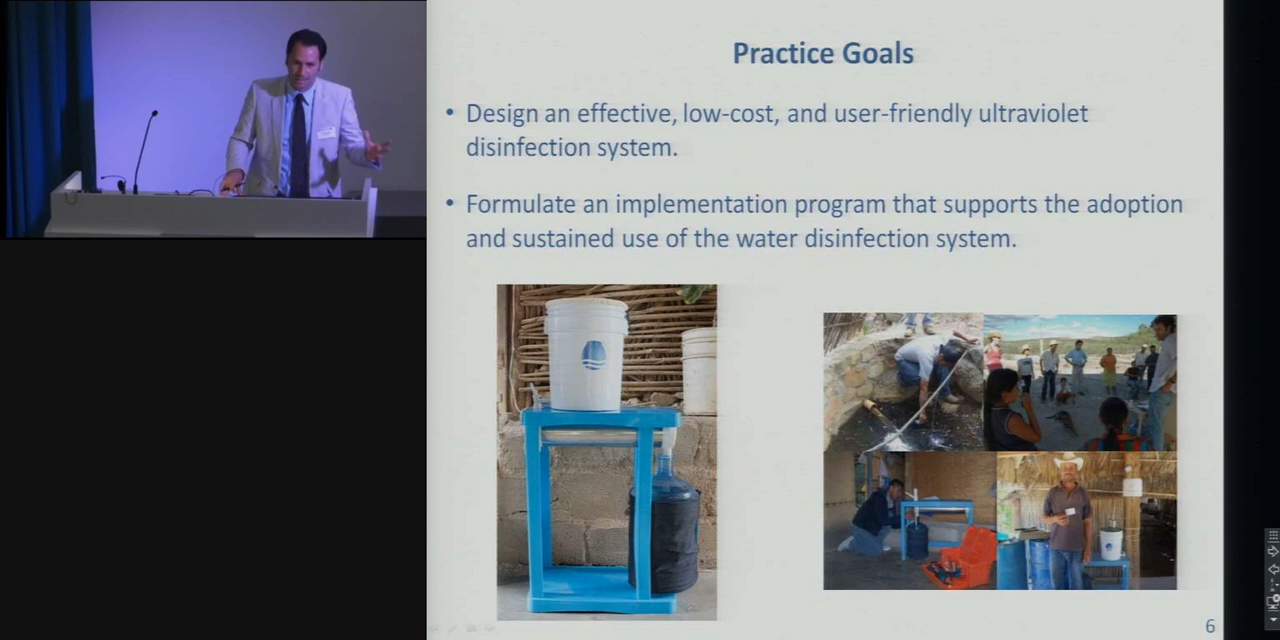 Practice Goals
• Design an effective, low-cost, and user-friendly ultraviolet
disinfection system.
• Formulate an implementation program that supports the adoption
and sustained use of the water disinfection system.
6